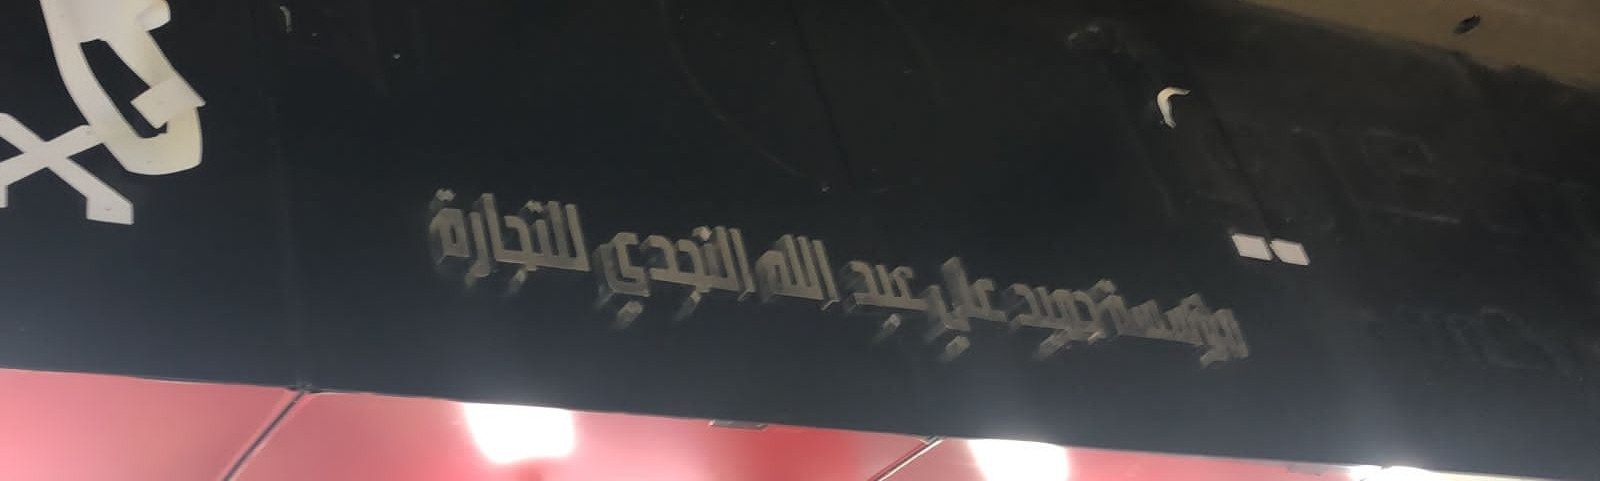 مؤسسة حميد علي عبد الله النجدي للتجارة